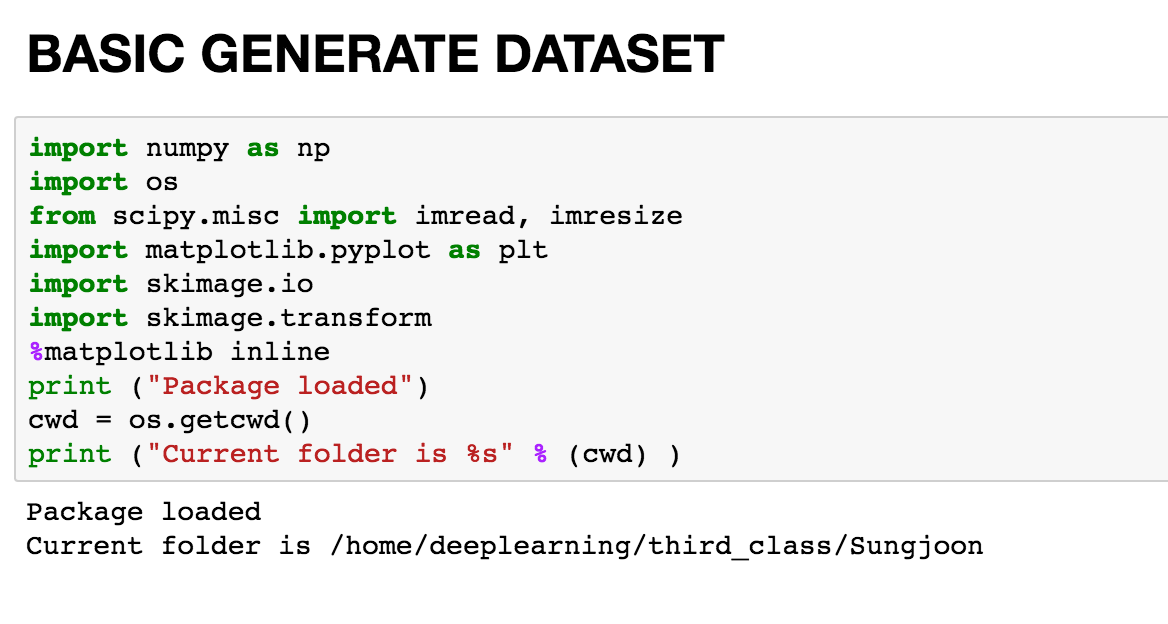 BASIC GENERATE DATASET
import numpy as np
import os
from scipy.misc import imread, imresize
import matplotlib.pyplot as plt
import skimage.io
import skimage.transform
%matplotlib inline
print ("Package loaded")
cwd = os.getcwd()
print ("Current folder is %s" % (cwd) )
Package loaded
Current folder is /home/deeplearning/third_class/Sungjoon